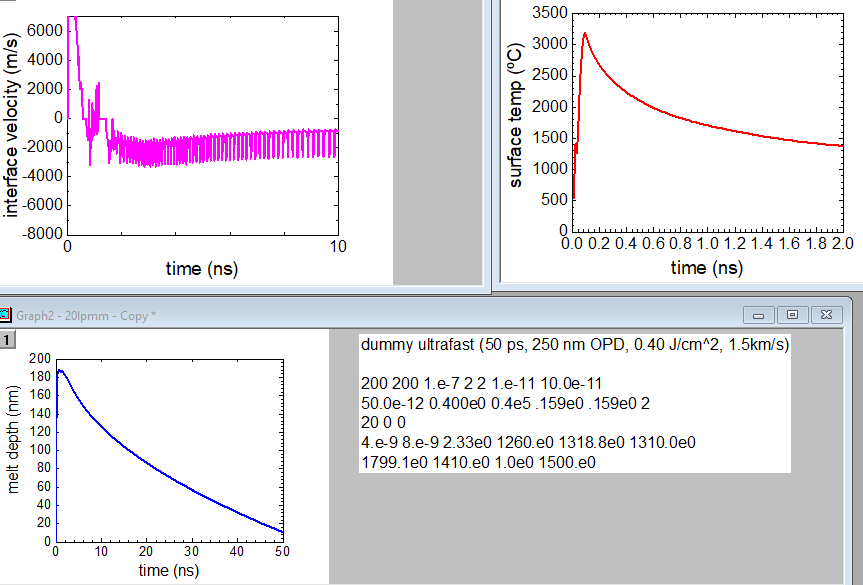 6000
4000
2000
0
-2000
-4000
-6000
-8000
interface velocity (m/s)
0
10
time (ns)
3500
3000
2500
2000
1500
1000
500
0
surface temp (ºC)
0.0 0.2 0.4 0.6 0.8 1.0 1.2 1.4 1.6 1.8 2.0
time (ns)
Graph2 - 20lpmm - Copy *
1
200
180
160
140
120
100
80
60
40
20
0
melt depth (nm)
0 10 20 30 40 50
time (ns)
dummy ultrafast (50 ps, 250 nm OPD, 0.40 J/cm^2, 1.5km/s)
200 200 1.e-7 2 2 1.e-11 10.0e-11
50.0e-12 0.400e0 0.4e5 .159e0 .159e0 2
20 0 0
4.e-9 8.e-9 2.33e0 1260.e0 1318.8e0 1310.0e0
1799.1e0 1410.e0 1.0e0 1500.e0